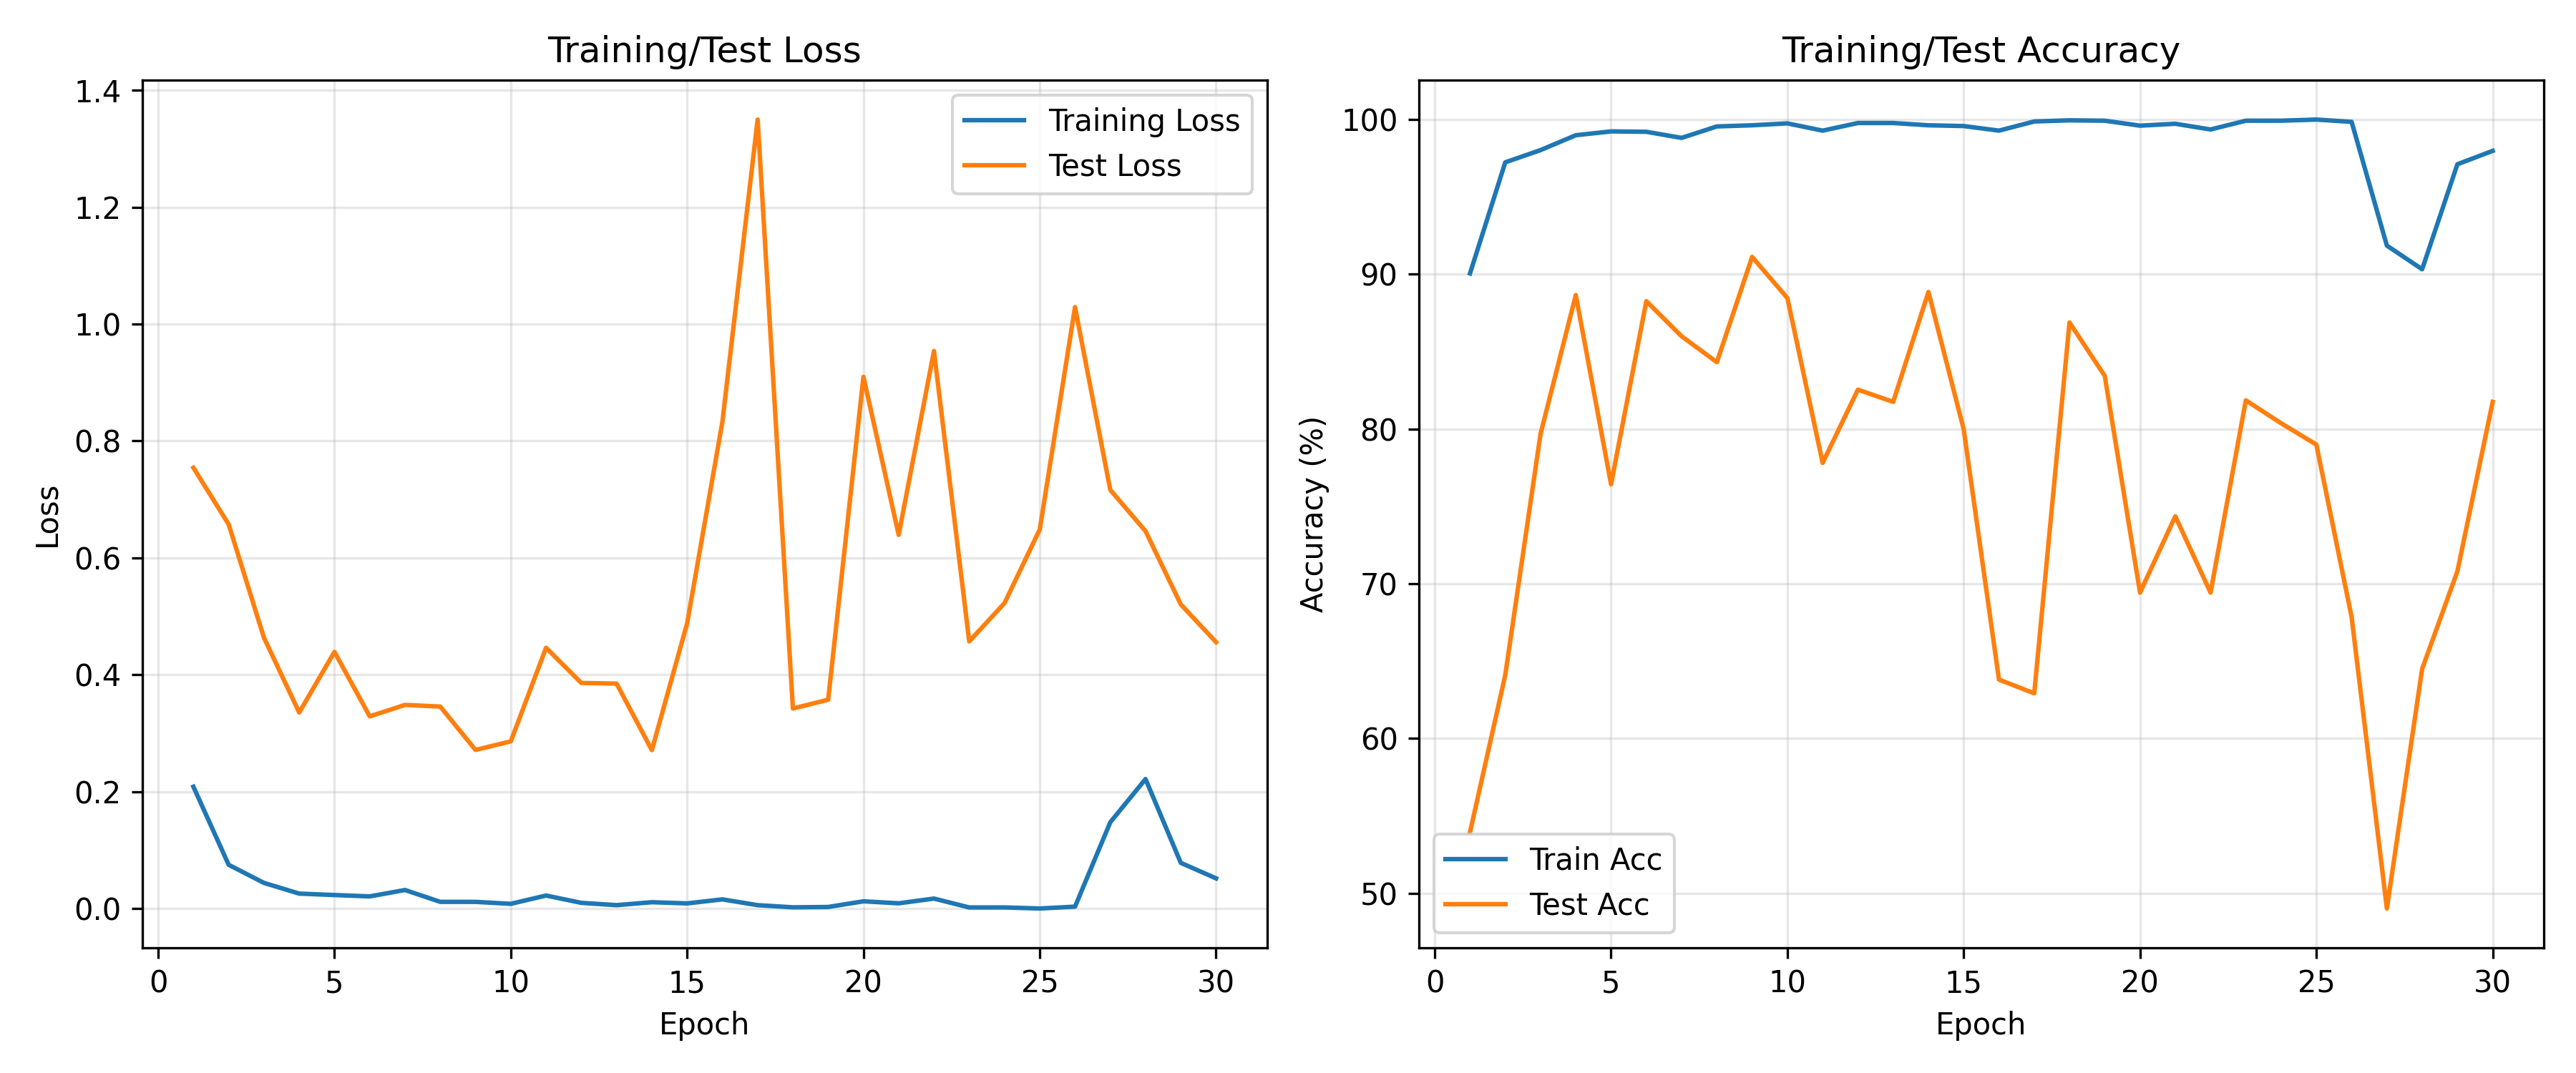 Training/Test Loss
1.4
1.2
1.0
0.8
0.6
0.4
0.2
0.0
Loss
0 5 10 15 20 25 30
Epoch
Training Loss
Test Loss
Training/Test Accuracy
100
90
80
70
60
50
Accuracy (%)
0 5 10 15 20 25 30
Epoch
Train Acc
Test Acc